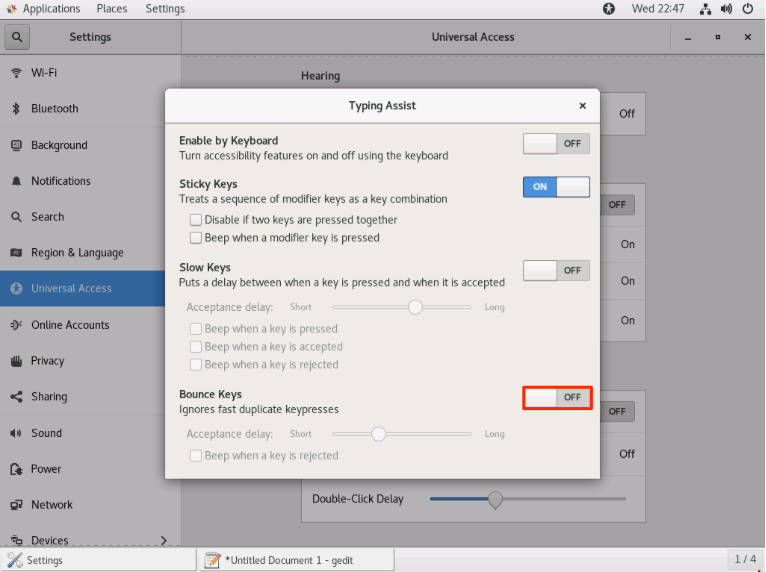 Applications Places Settings Wed 22:47
Settings Universal Access
Wi-Fi
Bluetooth
Background
Notifications
Search
Region & Language
Universal Access
Online Accounts
Privacy
Sharing
Sound
Power
Network
Devices
Hearing
Off
OFF
On
On
On
OFF
Off
Double-Click Delay
Typing Assist
Enable by Keyboard OFF
Turn accessibility features on and off using the keyboard
Sticky Keys ON
Treats a sequence of modifier keys as a key combination
Disable if two keys are pressed together
Beep when a modifier key is pressed
Slow Keys OFF
Puts a delay between when a key is pressed and when it is accepted
Acceptance delay: Short Long
Beep when a key is pressed
Beep when a key is accepted
Beep when a key is rejected
Bounce Keys OFF
Ignores fast duplicate keypresses
Acceptance delay: Short Long
Beep when a key is rejected
Settings *Untitled Document 1 - gedit 1 / 4